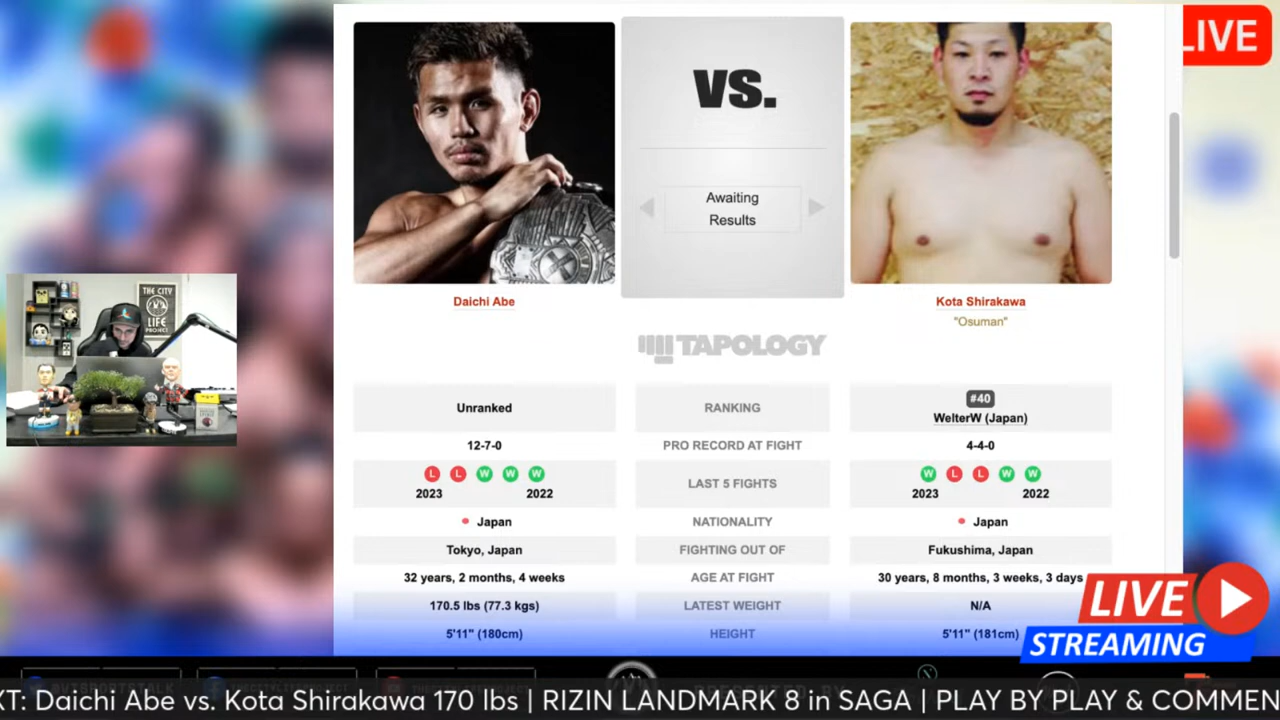 LIVE
VS.
Awaiting
Results
Daichi Abe
Kota Shirakawa
"Osuman"
TAPOLOGY
Unranked
RANKING
#40
WelterW (Japan)
12-7-0
PRO RECORD AT FIGHT
4-4-0
L L W W W
LAST 5 FIGHTS
W L L W W
2023 2022
2023 2022
Japan
NATIONALITY
Japan
Tokyo, Japan
FIGHTING OUT OF
Fukushima, Japan
32 years, 2 months, 4 weeks
AGE AT FIGHT
30 years, 8 months, 3 weeks, 3 days
170.5 lbs (77.3 kgs)
LATEST WEIGHT
N/A
5'11" (180cm)
HEIGHT
5'11" (181cm)
THE CITY
LIFE
PROJECT
LIVE
STREAMING
XT: Daichi Abe vs. Kota Shirakawa 170 lbs | RIZIN LANDMARK 8 in SAGA | PLAY BY PLAY & COMMEN